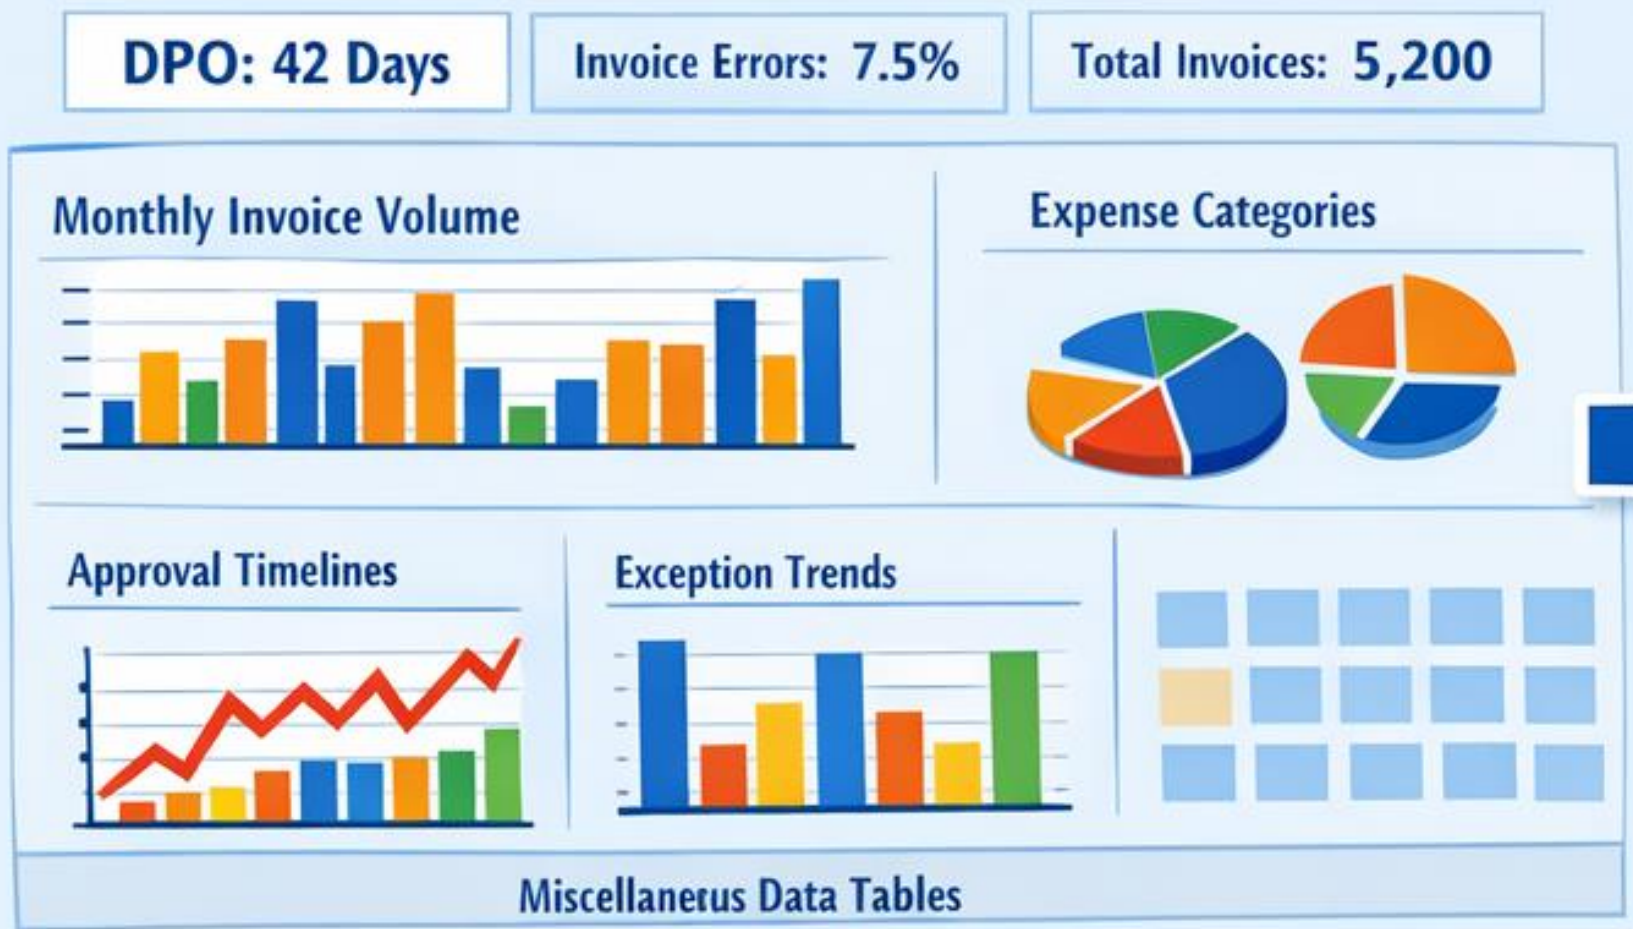 DPO: 42 Days
Invoice Errors: 7.5%
Total Invoices: 5,200
Monthly Invoice Volume
Expense Categories
Approval Timelines
Exception Trends
Miscellanerus Data Tables